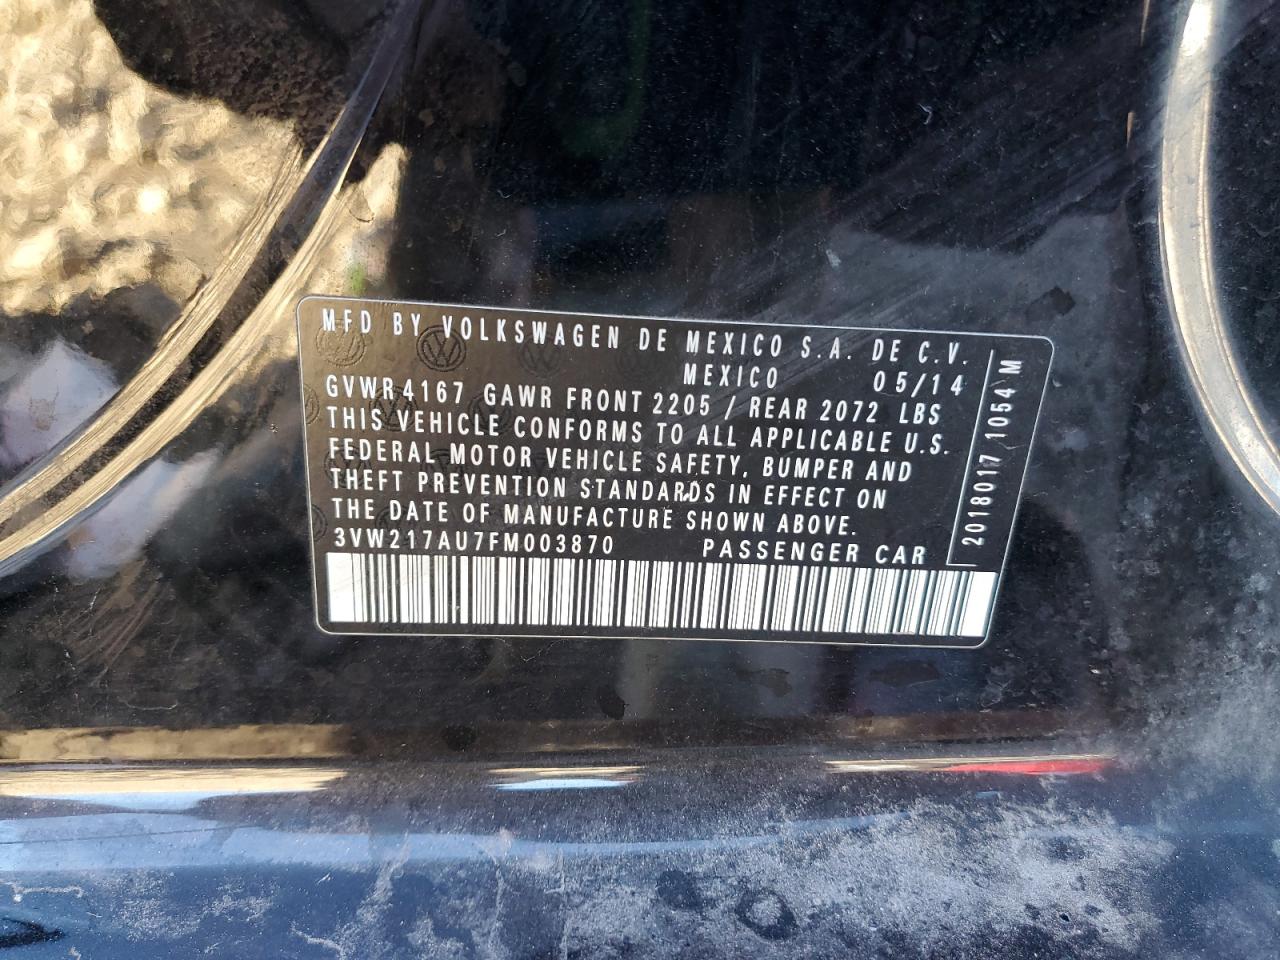 MFD BY VOLKSWAGEN DE MEXICO S.A. DE C.V.
MEXICO 05/14
GVWR 4167 GAWR FRONT 2205 / REAR 2072 LBS
THIS VEHICLE CONFORMS TO ALL APPLICABLE U.S.
FEDERAL MOTOR VEHICLE SAFETY, BUMPER AND
THEFT PREVENTION STANDARDS IN EFFECT ON
THE DATE OF MANUFACTURE SHOWN ABOVE.
3VW217AU7FM003870 PASSENGER CAR
2018017 1054 M